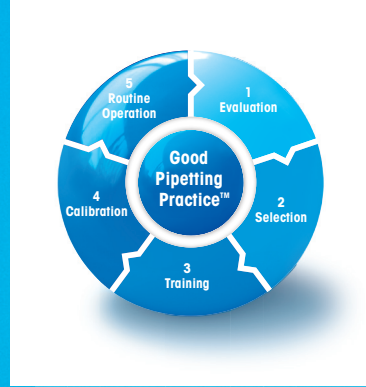 Good
Pipetting
Practice™
1
Evaluation
2
Selection
3
Training
4
Calibration
5
Routine
Operation